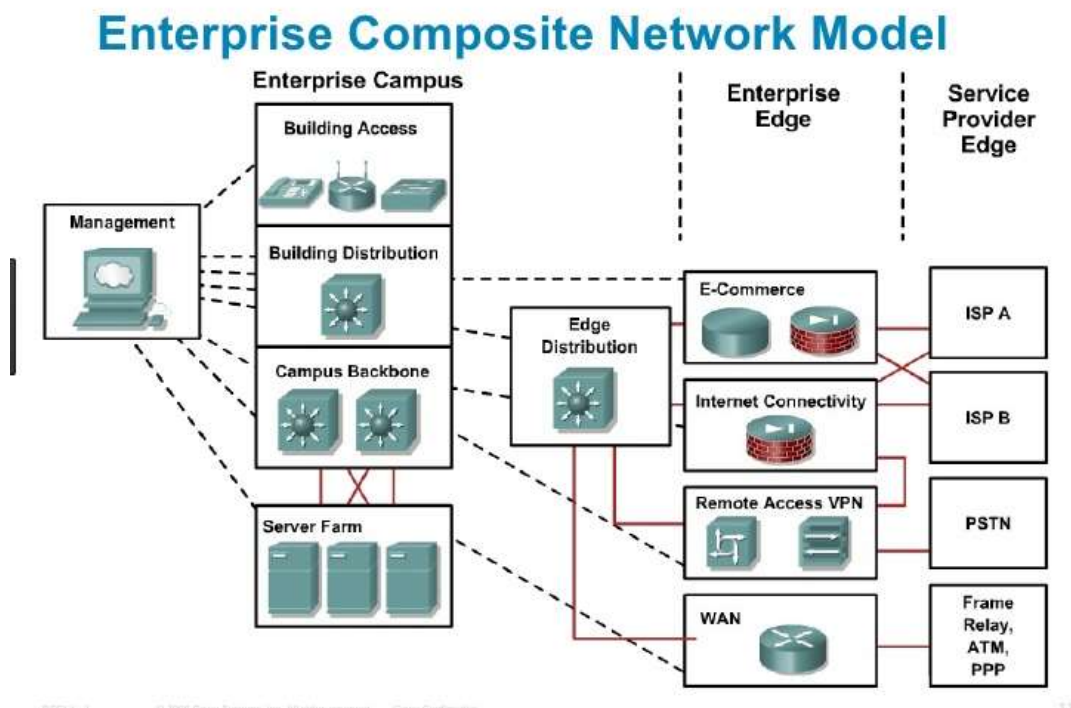 Enterprise Composite Network Model
Enterprise Campus
Enterprise
Edge
Service
Provider
Edge
Building Access
Management
Building Distribution
Campus Backbone
Server Farm
Edge
Distribution
E-Commerce
Internet Connectivity
Remote Access VPN
WAN
ISP A
ISP B
PSTN
Frame
Relay,
ATM,
PPP